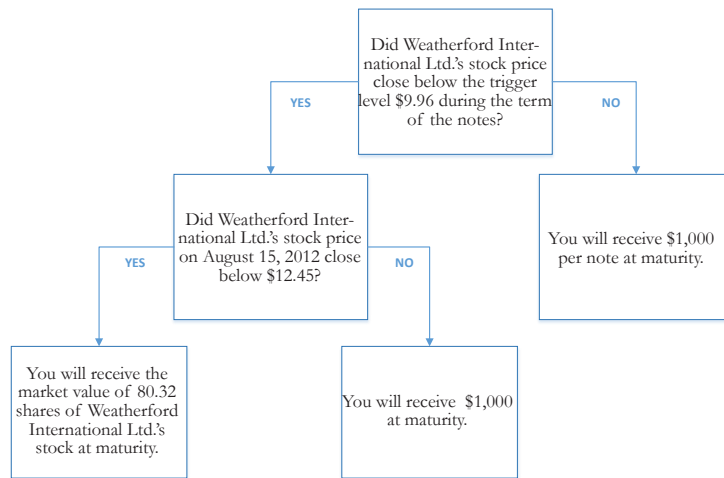 Did Weatherford Inter-
national Ltd.'s stock price
close below the trigger
level $9.96 during the term
of the notes?
YES
NO
Did Weatherford Inter-
national Ltd.'s stock price
on August 15, 2012 close
below $12.45?
You will receive $1,000
per note at maturity.
YES
NO
You will receive the
market value of 80.32
shares of Weatherford
International Ltd.'s
stock at maturity.
You will receive $1,000
at maturity.